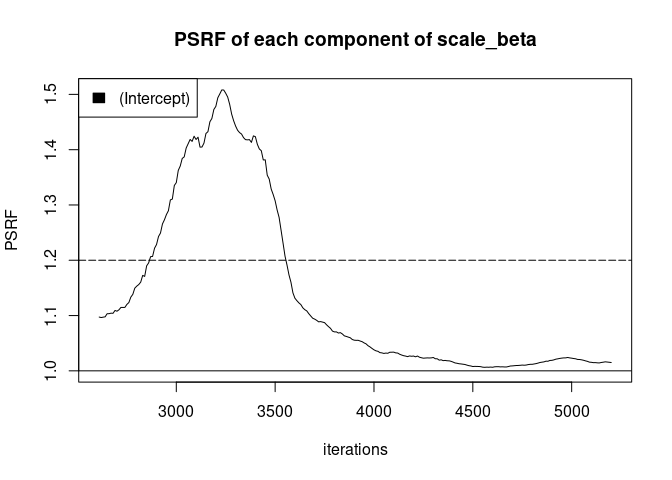 PSRF of each component of scale_beta
(Intercept)
PSRF
1.5
1.4
1.3
1.2
1.1
1.0
3000 3500 4000 4500 5000
iterations